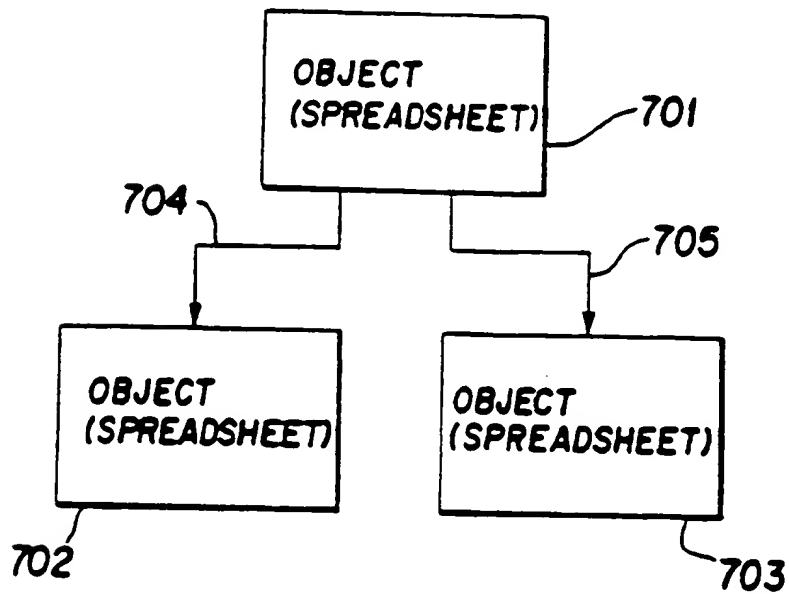 OBJECT
(SPREADSHEET)
701
704
705
OBJECT
(SPREADSHEET)
OBJECT
(SPREADSHEET)
702
703